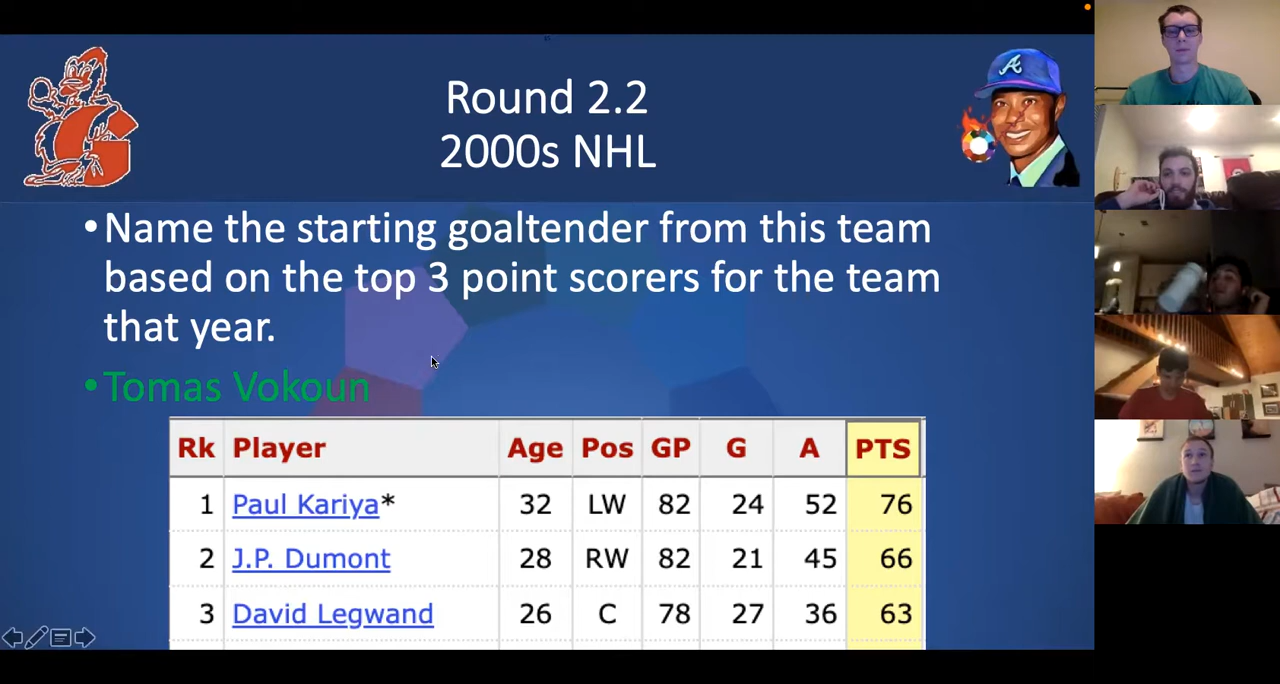 Round 2.2
2000s NHL
•Name the starting goaltender from this team
based on the top 3 point scorers for the team
that year.
•Tomas Vokoun
Rk Player Age Pos GP G A PTS
1 Paul Kariya* 32 LW 82 24 52 76
2 J.P. Dumont 28 RW 82 21 45 66
3 David Legwand 26 C 78 27 36 63
A